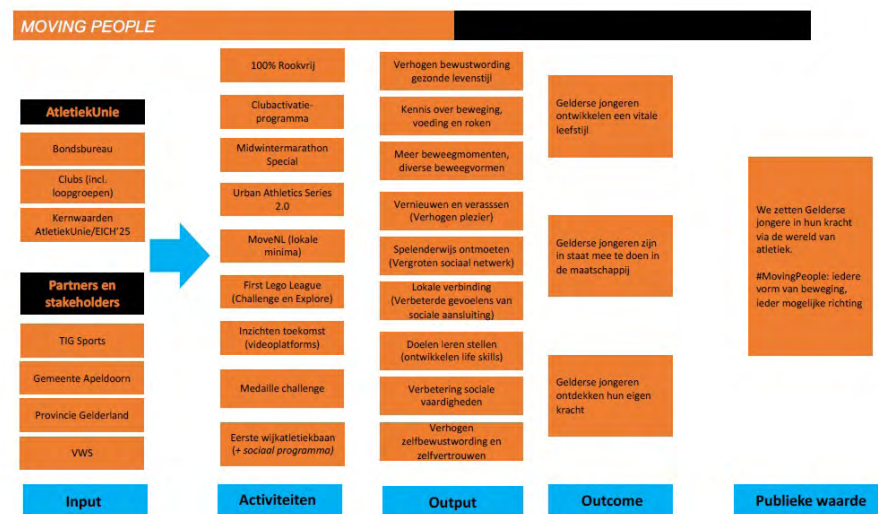 MOVING PEOPLE
AtletiekUnie
Bondsbureau
Clubs (incl.
loopgroepen)
Kernwaarden
AtletiekUnie/EICH'25
Partners en
stakeholders
TIG Sports
Gemeente Apeldoorn
Provincie Gelderland
VWS
Input
100% Rookvrij
Clubactivatie-
programma
Midwintermarathon
Special
Urban Athletics Series
2.0
MoveNL (lokale
minima)
First Lego League
(Challenge en Explore)
Inzichten toekomst
(videoplatforms)
Medaille challenge
Eerste wijkatletiekbaan
(+ sociaal programma)
Activiteiten
Verhogen bewustwording
gezonde levenstijl
Kennis over beweging,
voeding en roken
Meer beweegmomenten,
diverse beweegvormen
Vernieuwen en verasssen
(Verhogen plezier)
Spelenderwijs ontmoeten
(Vergroten sociaal netwerk)
Lokale verbinding
(Verbeterde gevoelens van
sociale aansluiting)
Doelen leren stellen
(ontwikkelen life skills)
Verbetering sociale
vaardigheden
Verhogen
zelfbewustwording en
zelfvertrouwen
Output
Gelderse jongeren
ontwikkelen een vitale
leefstijl
Gelderse jongeren zijn
in staat mee te doen in
de maatschappij
Gelderse jongeren
ontdekken hun eigen
kracht
Outcome
We zetten Gelderse
jongere in hun kracht
via de wereld van
atletiek.
#MovingPeople: iedere
vorm van beweging,
ieder mogelijke richting
Publieke waarde